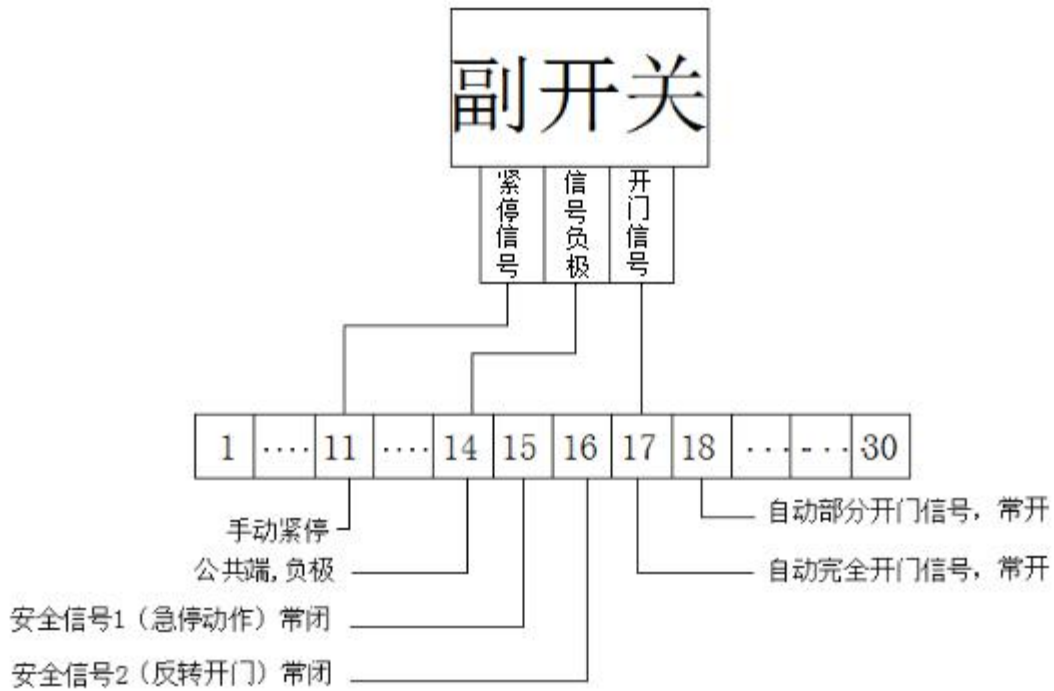 副开关
紧停信号
信号负极
开门信号
1 ···· 11 ···· 14 15 16 17 18 ··· ··· 30
手动紧停
公共端,负极
安全信号1（急停动作）常闭
安全信号2（反转开门）常闭
自动部分开门信号，常开
自动完全开门信号，常开